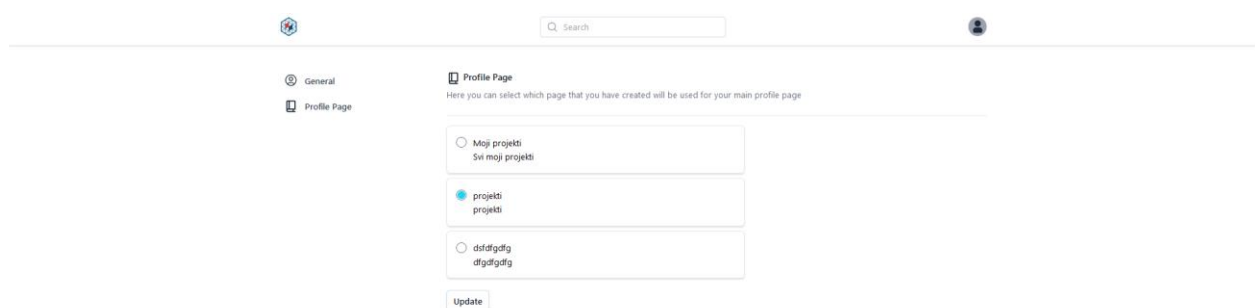 Search
General
Profile Page
Profile Page
Here you can select which page that you have created will be used for your main profile page
Moji projekti
Svi moji projekti
projekti
projekti
dsfdfgdfg
dfgdfgdfg
Update